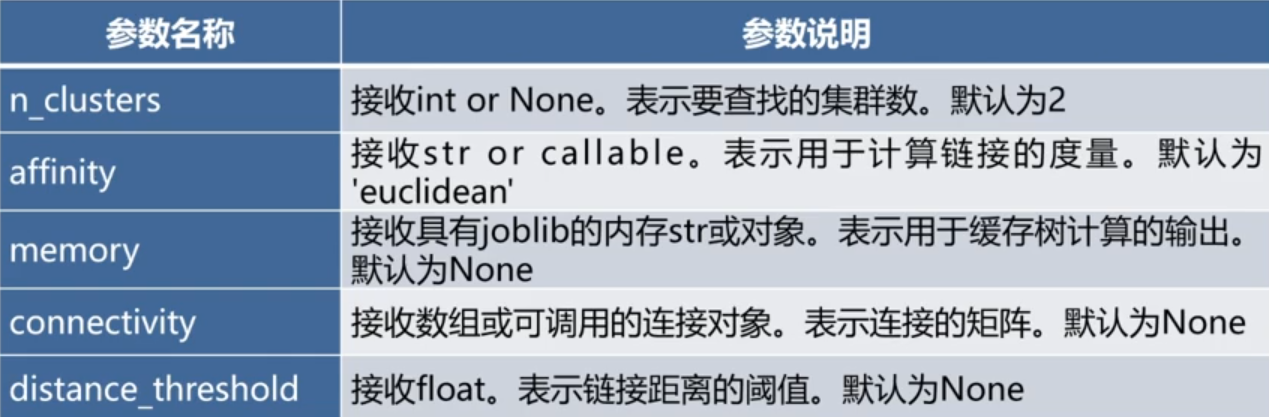 参数名称
参数说明
n_clusters
接收int or None。表示要查找的集群数。默认为2
affinity
接收str or callable。表示用于计算链接的度量。默认为
'euclidean'
memory
接收具有joblib的内存str或对象。表示用于缓存树计算的输出。
默认为None
connectivity
接收数组或可调用的连接对象。表示连接的矩阵。默认为None
distance_threshold
接收float。表示链接距离的阈值。默认为None